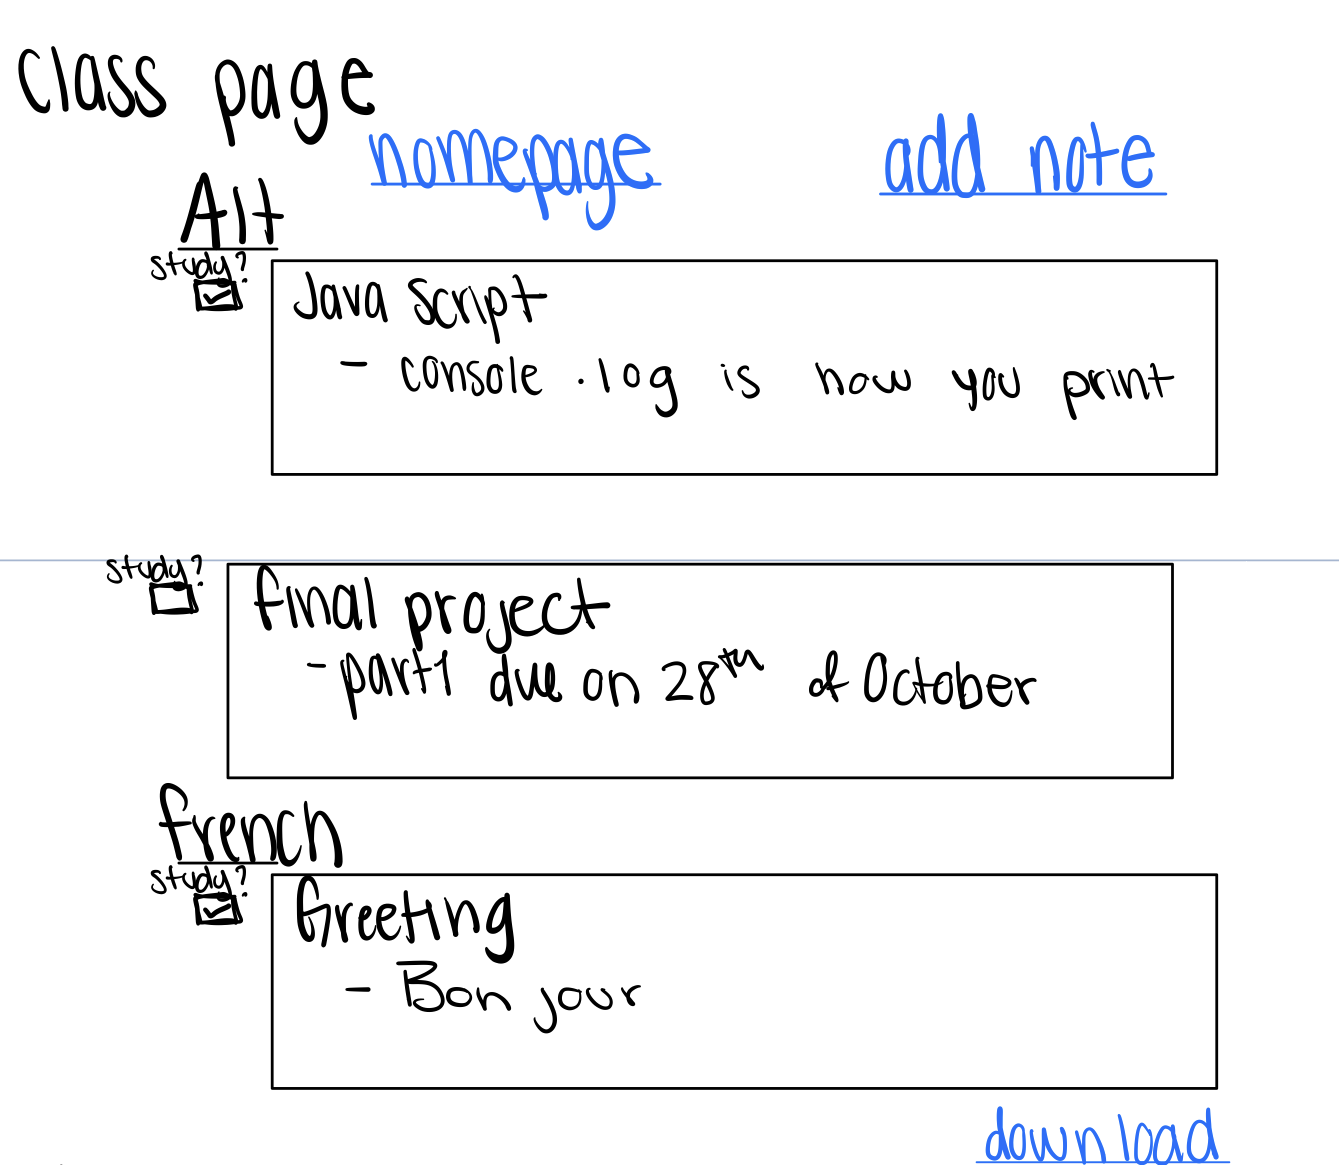 class page
homepage add note
AIt
study?
Java Script
- console.log is how you print
study?
final project
- part1 due on 28th of October
french
study?
Greeting
- Bon jour
download